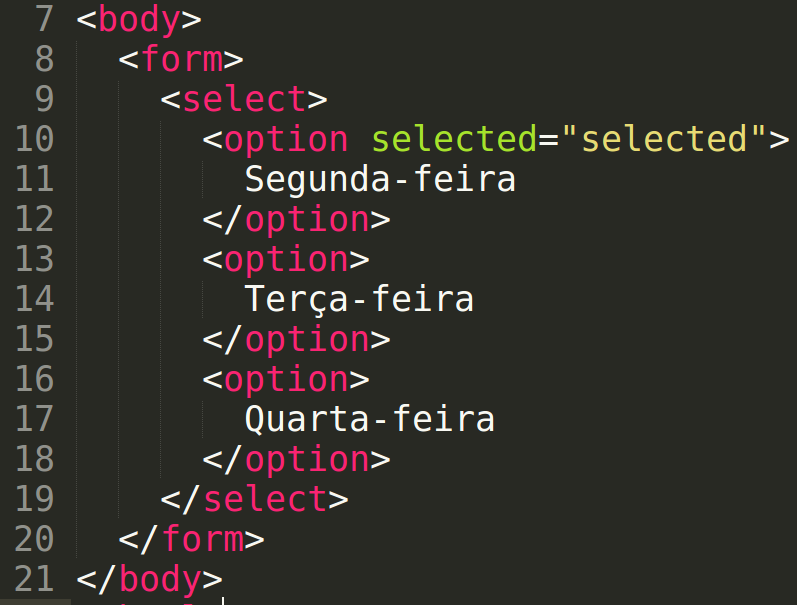 7 <body>
8   <form>
9     <select>
10       <option selected="selected">
11         Segunda-feira
12       </option>
13       <option>
14         Terça-feira
15       </option>
16       <option>
17         Quarta-feira
18       </option>
19     </select>
20   </form>
21 </body>